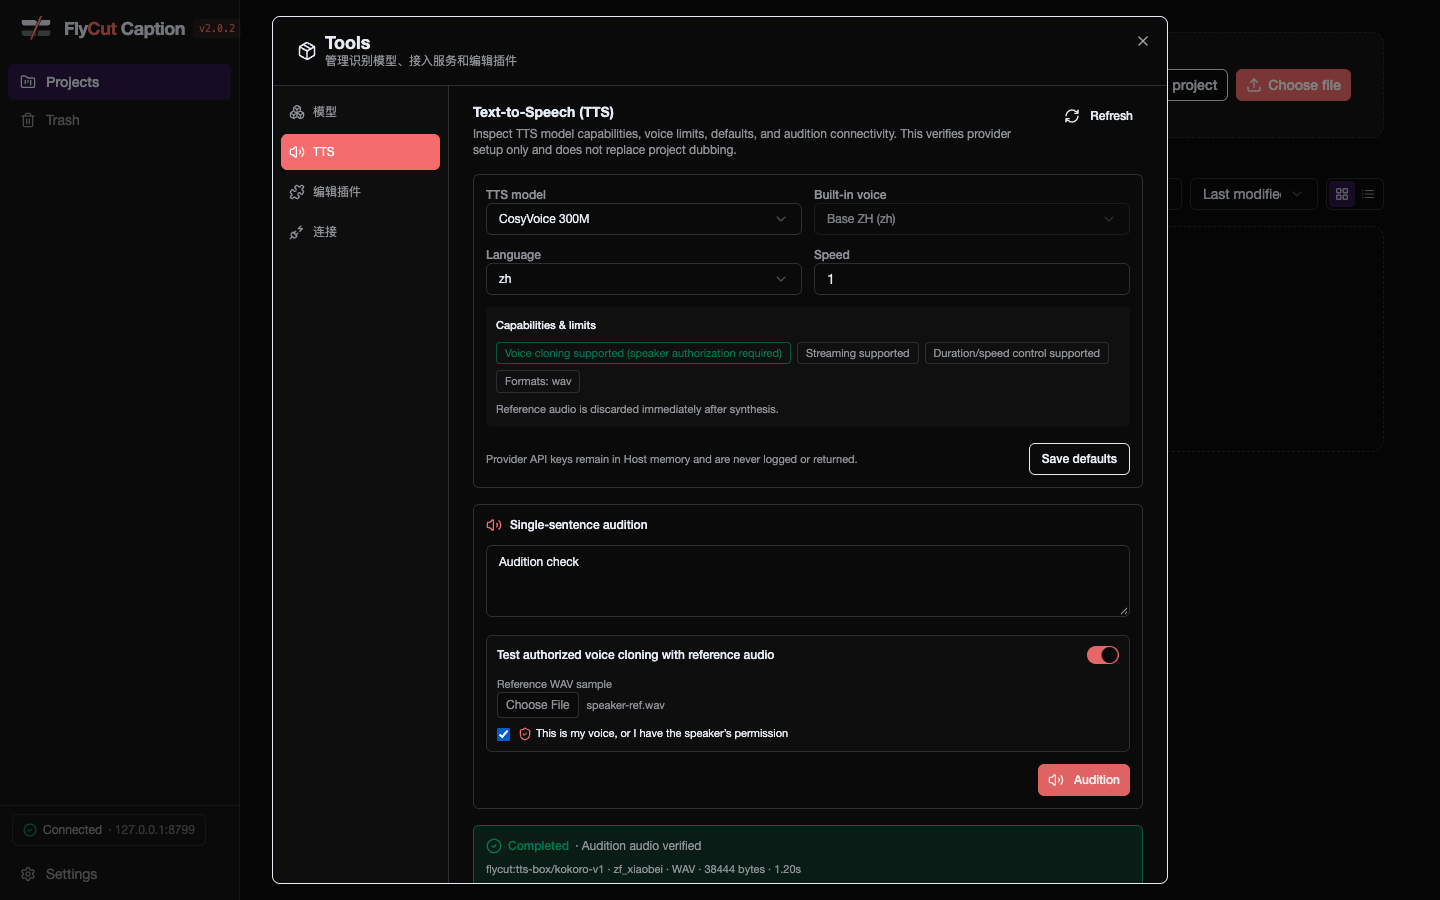 FlyCut Caption v2.0.2
Projects
Trash
Connected · 127.0.0.1:8799
Settings
project
Choose file
Last modifie
Tools
管理识别模型、接入服务和编辑插件
模型
TTS
编辑插件
连接
Text-to-Speech (TTS)
Refresh
Inspect TTS model capabilities, voice limits, defaults, and audition connectivity. This verifies provider
setup only and does not replace project dubbing.
TTS model
Built-in voice
CosyVoice 300M
Base ZH (zh)
Language
Speed
zh
1
Capabilities & limits
Voice cloning supported (speaker authorization required)
Streaming supported
Duration/speed control supported
Formats: wav
Reference audio is discarded immediately after synthesis.
Provider API keys remain in Host memory and are never logged or returned.
Save defaults
Single-sentence audition
Audition check
Test authorized voice cloning with reference audio
Reference WAV sample
Choose File speaker-ref.wav
This is my voice, or I have the speaker's permission
Audition
Completed · Audition audio verified
flycut:tts-box/kokoro-v1 · zf_xiaobei · WAV · 38444 bytes · 1.20s